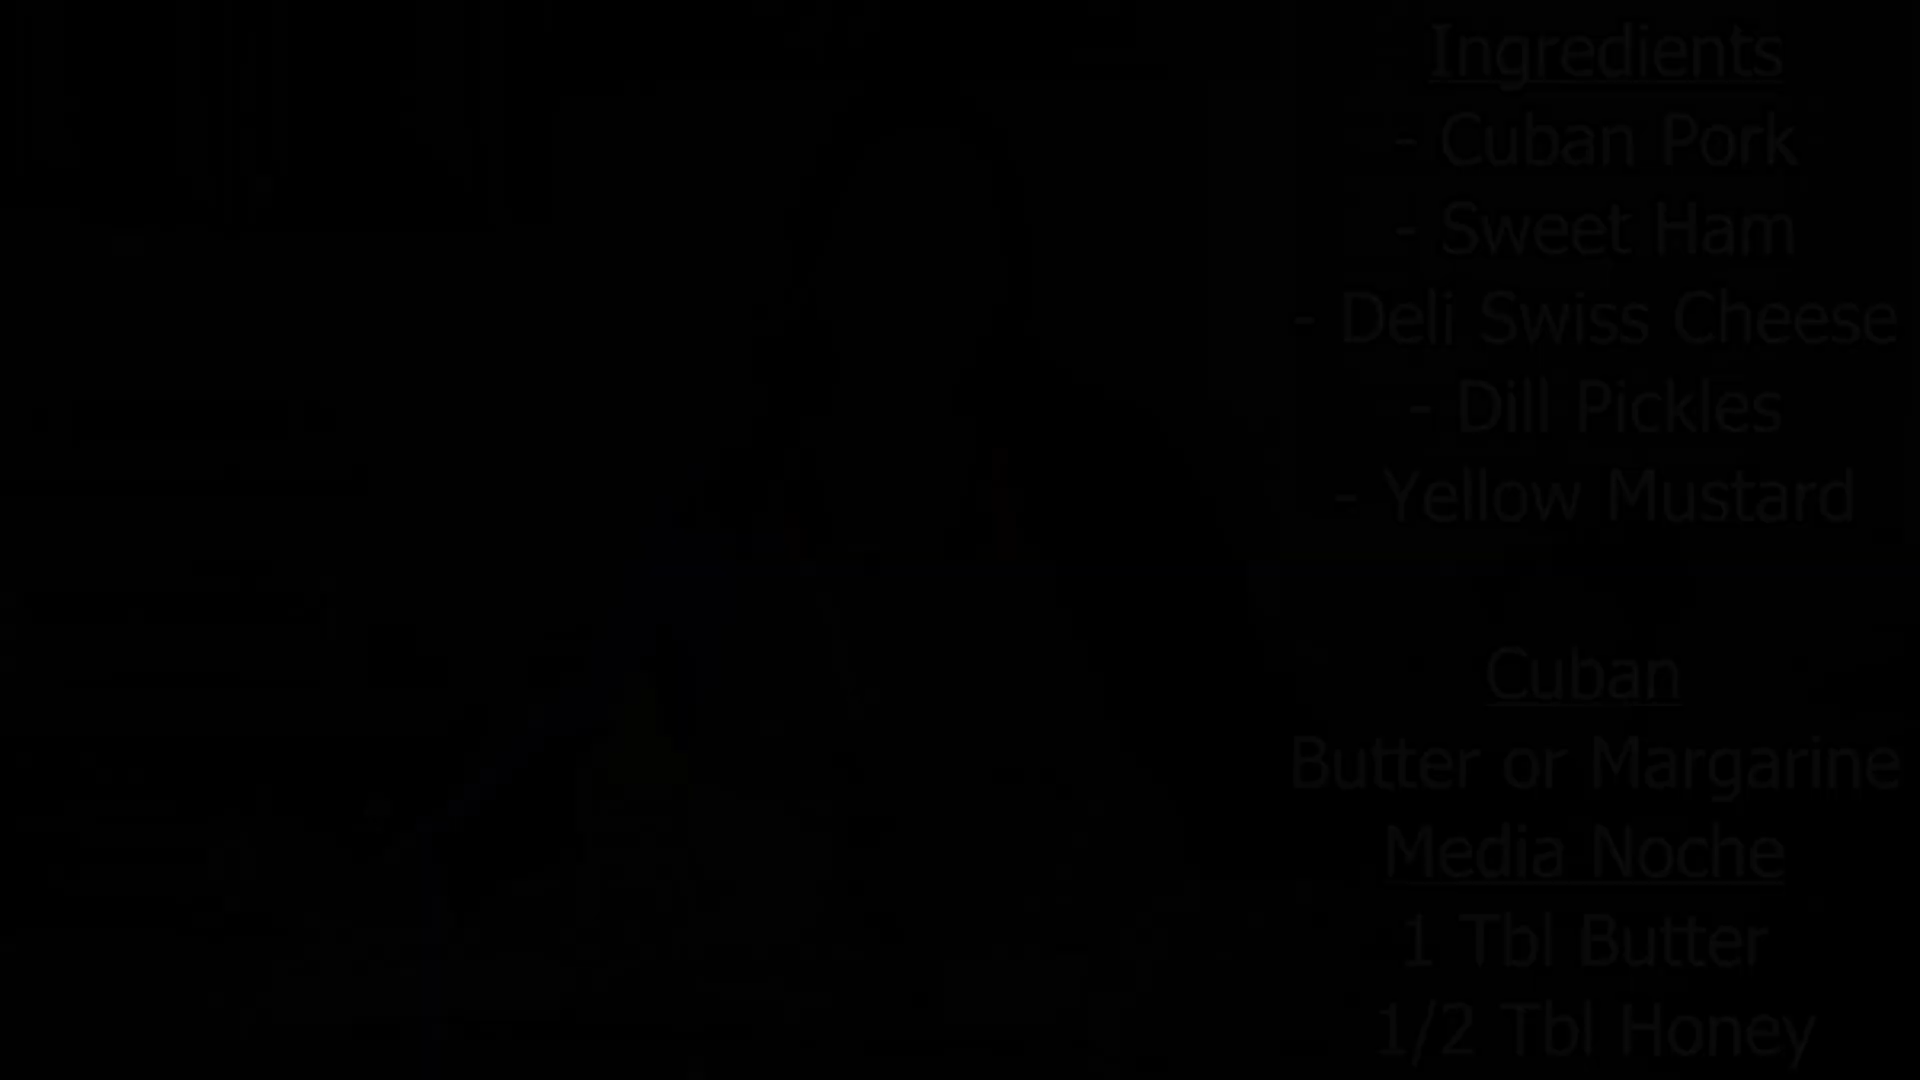 Ingredients
- Cuban Pork
- Sweet Ham
- Deli Swiss Cheese
- Dill Pickles
- Yellow Mustard
Cuban
Butter or Margarine
Media Noche
1 Tbl Butter
1/2 Tbl Honey